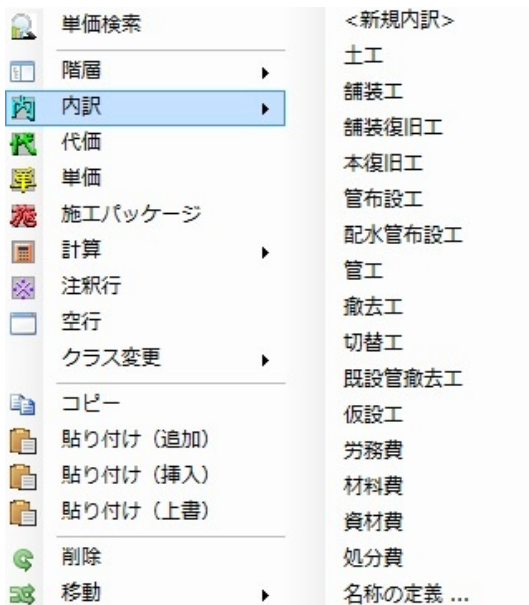 単価検索
階層
内訳
代価
単価
施工パッケージ
計算
注釈行
空行
クラス変更
コピー
貼り付け（追加）
貼り付け（挿入）
貼り付け（上書）
削除
移動
<新規内訳>
土工
舗装工
舗装復旧工
本復旧工
管布設工
配水管布設工
管工
撤去工
切替工
既設管撤去工
仮設工
労務費
材料費
資材費
処分費
名称の定義 ...